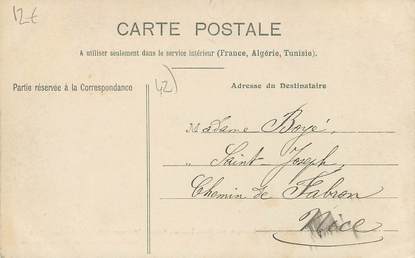 12€
CARTE POSTALE
A utiliser seulement dans le service intérieur (France, Algérie, Tunisie).
Partie réservée à la Correspondance
42)
Adresse du Destinataire
Madame Boyé,
„ Saint Joseph „
Chemin de Fabron
Nice